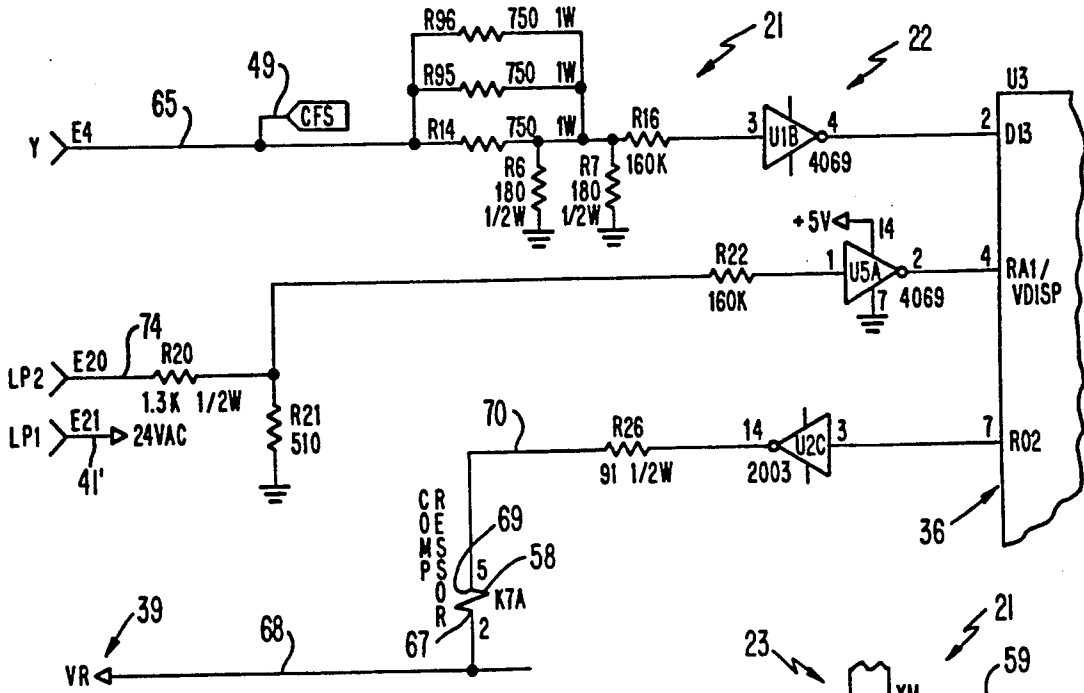 R96 750 1W
21
22
49
R95 750 1W
U3
65
CFS
R14 750 1W
R16
3 U1B 4
2 D13
Y E4
R6
180
1/2W
R7
180
1/2W
160K
4069
+5V 14
R22
1 U5A 2
4 RA1/
VDISP
160K
7 4069
74
LP2 E20 R20
1.3K 1/2W
R21
510
LP1 E21 24VAC
41'
70
R26
14 U2C 3
7 R02
91 1/2W
2003
36
COMP
RESSOR
69
5
58
K7A
67
2
39
68
VR
23
21
59
XM